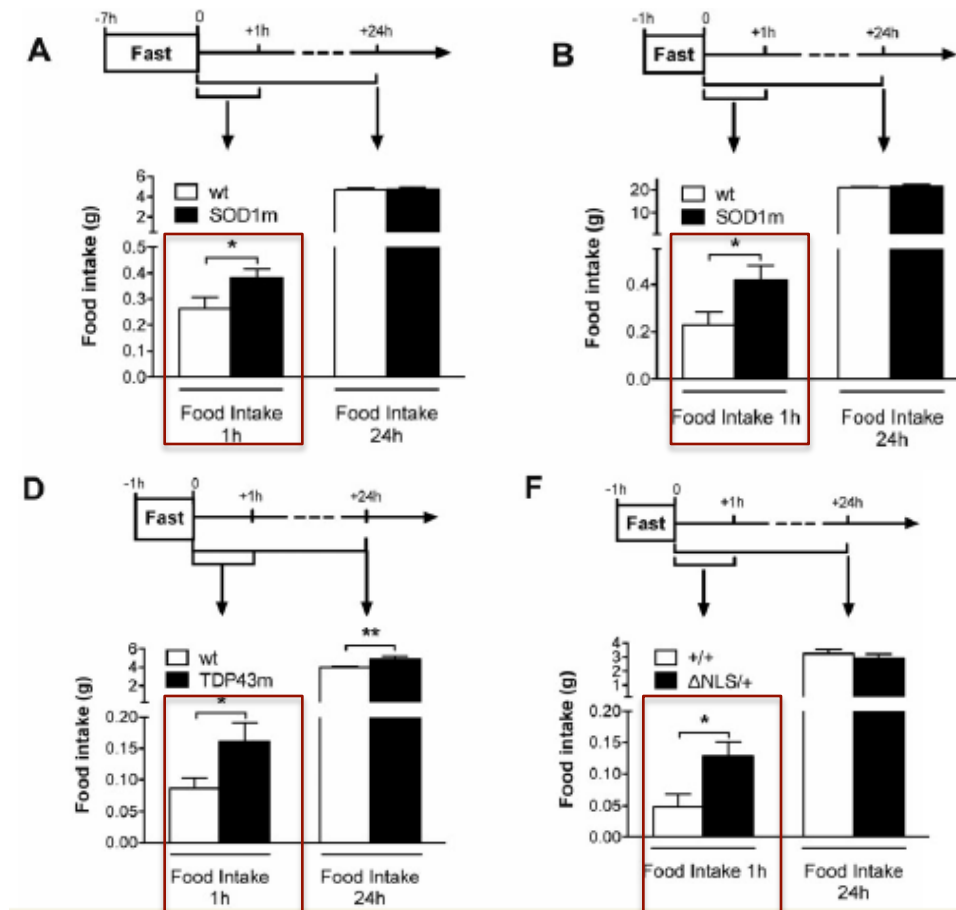 A
-7h 0 +1h +24h
Fast
Food intake (g)
6
4
2
0.5
0.4
0.3
0.2
0.1
0.0
wt
SOD1m
*
Food Intake
1h
Food Intake
24h
B
-1h 0 +1h +24h
Fast
Food intake (g)
20
10
0.4
0.2
0.0
wt
SOD1m
*
Food Intake 1h
Food Intake
24h
D
-1h 0 +1h +24h
Fast
Food intake (g)
6
4
2
0.20
0.15
0.10
0.05
0.00
wt
TDP43m
*
**
Food Intake
1h
Food Intake
24h
F
-1h 0 +1h +24h
Fast
Food intake (g)
4
3
2
1
0.20
0.15
0.10
0.05
0.00
+/+
ΔNLS/+
*
Food Intake 1h
Food Intake
24h